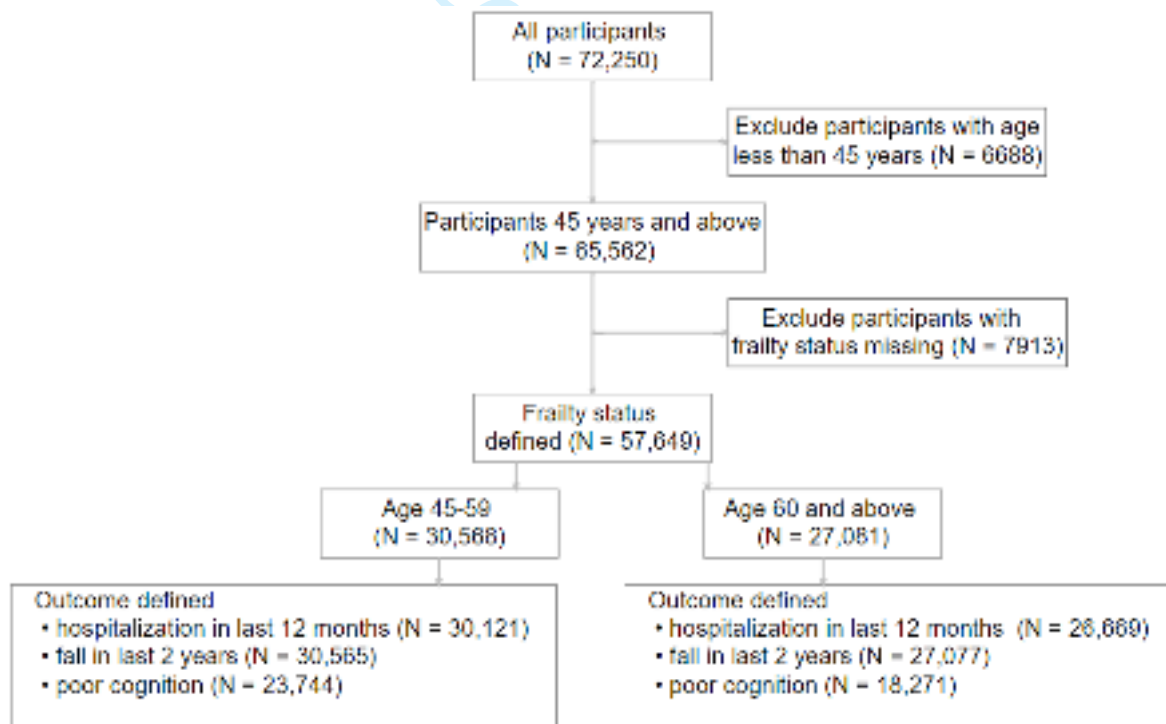 All participants
(N = 72,250)
Exclude participants with age
less than 45 years (N = 6688)
Participants 45 years and above
(N = 65,562)
Exclude participants with
frailty status missing (N = 7913)
Frailty status
defined (N = 57,649)
Age 45-59
(N = 30,568)
Age 60 and above
(N = 27,081)
Outcome defined
• hospitalization in last 12 months (N = 30,121)
• fall in last 2 years (N = 30,565)
• poor cognition (N = 23,744)
Outcome defined
• hospitalization in last 12 months (N = 26,669)
• fall in last 2 years (N = 27,077)
• poor cognition (N = 18,271)